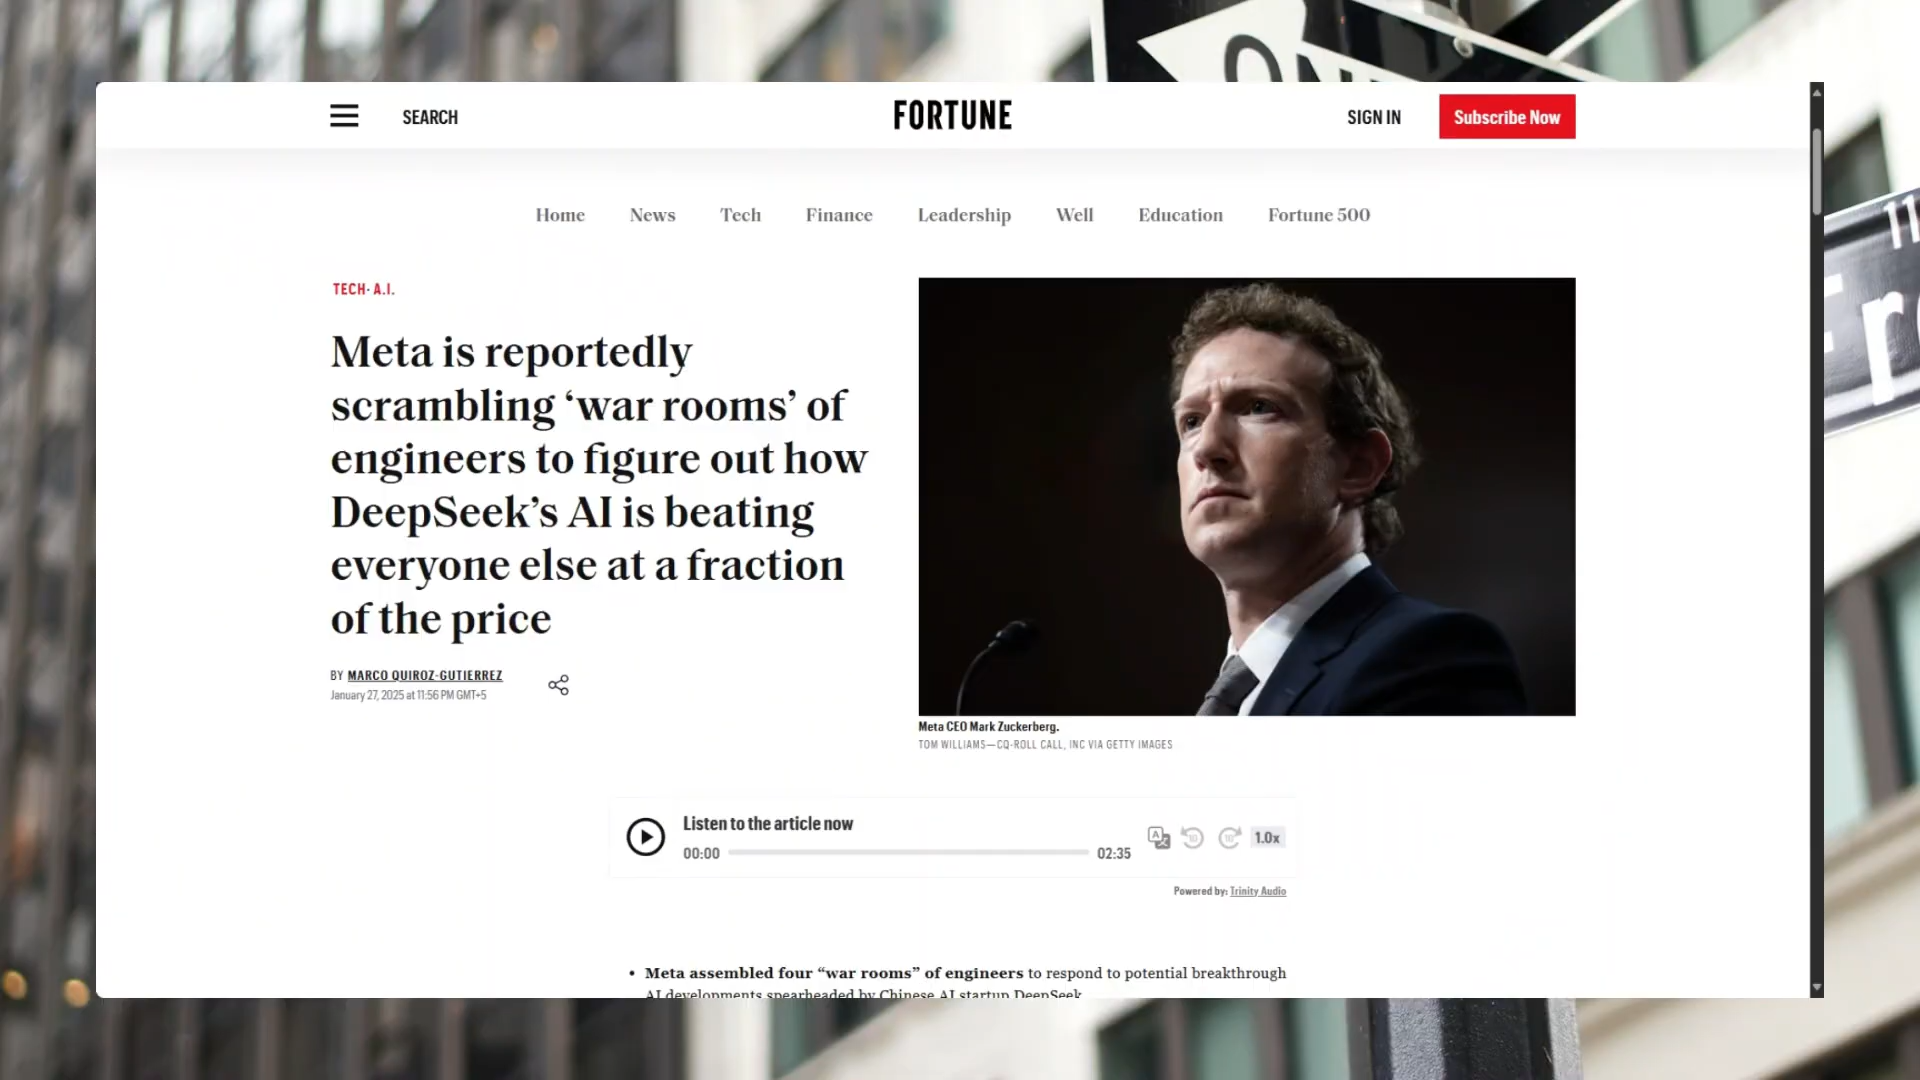 SEARCH
FORTUNE
SIGN IN
Subscribe Now
Home News Tech Finance Leadership Well Education Fortune 500
TECH· A.I.
Meta is reportedly
scrambling ‘war rooms’ of
engineers to figure out how
DeepSeek’s AI is beating
everyone else at a fraction
of the price
BY MARCO QUIROZ-GUTIERREZ
January 27, 2025 at 11:56 PM GMT+5
Meta CEO Mark Zuckerberg.
TOM WILLIAMS—CQ-ROLL CALL, INC VIA GETTY IMAGES
Listen to the article now
00:00
02:35
1.0x
Powered by: Trinity Audio
• Meta assembled four “war rooms” of engineers to respond to potential breakthrough
AI developments spearheaded by Chinese AI startup DeepSeek.